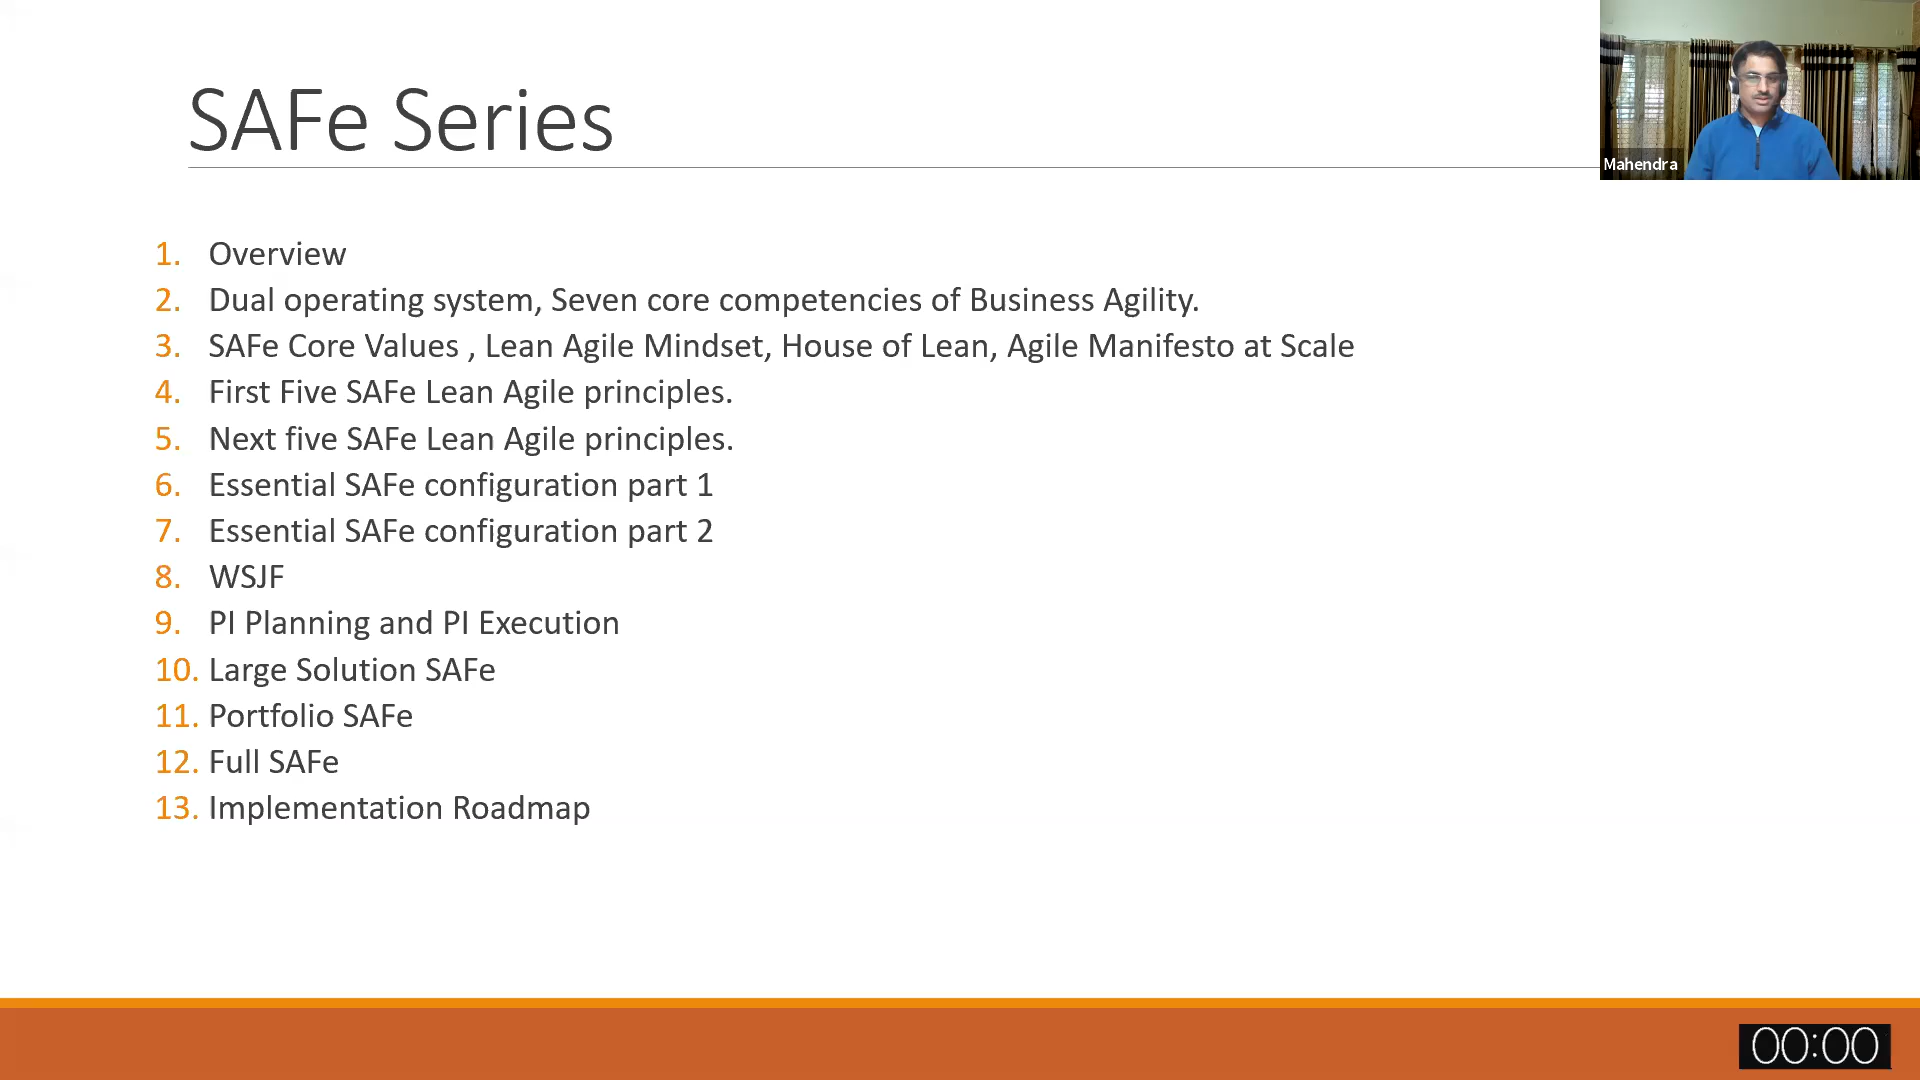 SAFe Series
Mahendra
1. Overview
2. Dual operating system, Seven core competencies of Business Agility.
3. SAFe Core Values , Lean Agile Mindset, House of Lean, Agile Manifesto at Scale
4. First Five SAFe Lean Agile principles.
5. Next five SAFe Lean Agile principles.
6. Essential SAFe configuration part 1
7. Essential SAFe configuration part 2
8. WSJF
9. PI Planning and PI Execution
10. Large Solution SAFe
11. Portfolio SAFe
12. Full SAFe
13. Implementation Roadmap
00:00